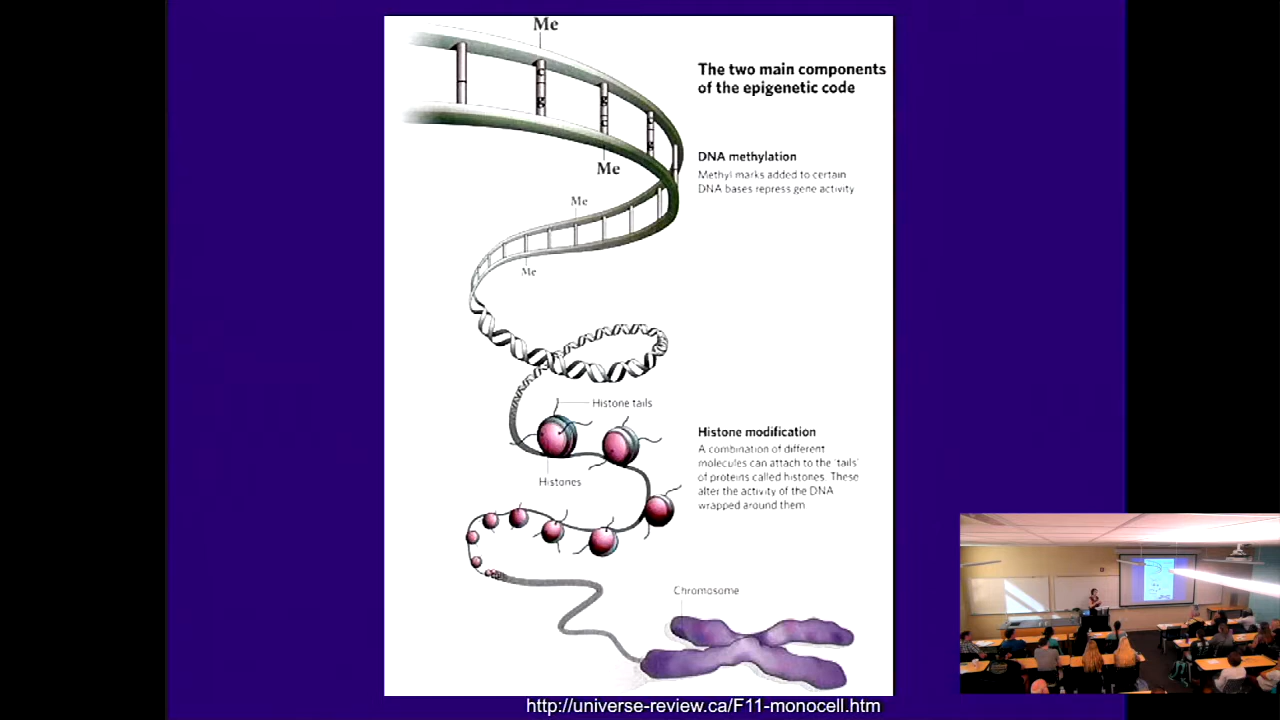 Me
The two main components
of the epigenetic code
DNA methylation
Methyl marks added to certain
DNA bases repress gene activity
Me
Me
Me
Histone tails
Histone modification
A combination of different
molecules can attach to the 'tails'
of proteins called histones. These
alter the activity of the DNA
wrapped around them
Histones
Chromosome
http://universe-review.ca/F11-monocell.htm